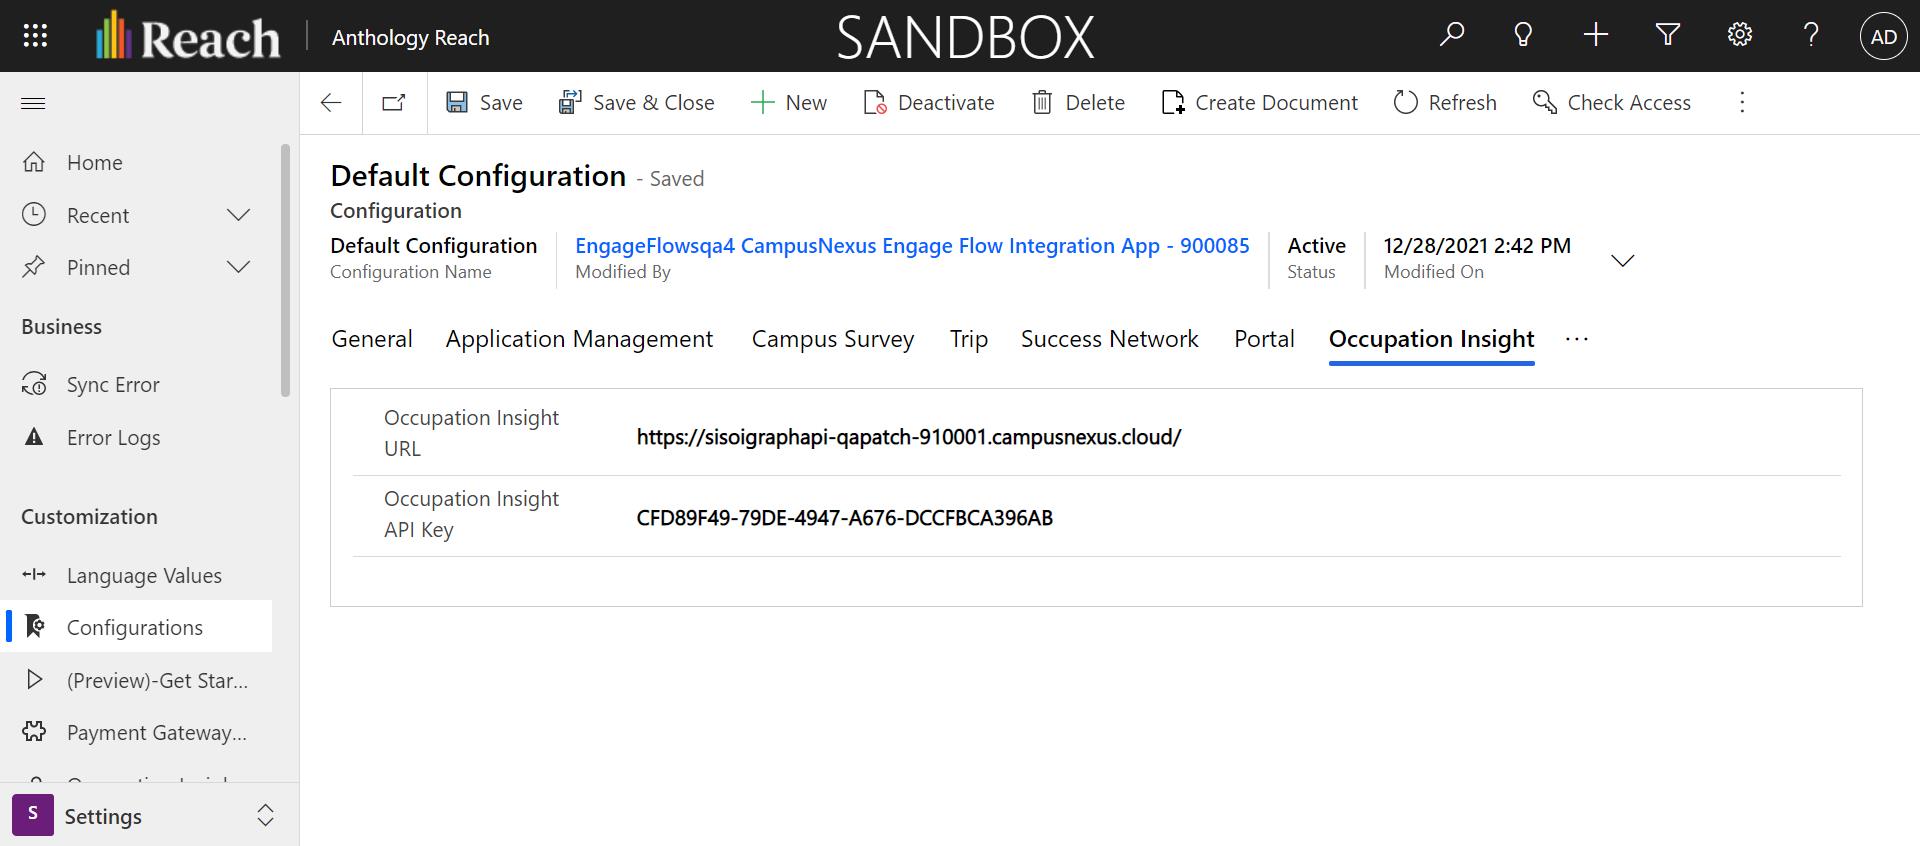 Reach
Anthology Reach
SANDBOX
AD
Save
Save & Close
New
Deactivate
Delete
Create Document
Refresh
Check Access
Home
Recent
Pinned
Business
Sync Error
Error Logs
Customization
Language Values
Configurations
(Preview)-Get Star...
Payment Gateway...
S
Settings
Default Configuration - Saved
Configuration
Default Configuration
Configuration Name
EngageFlowsqa4 CampusNexus Engage Flow Integration App - 900085
Modified By
Active
Status
12/28/2021 2:42 PM
Modified On
General
Application Management
Campus Survey
Trip
Success Network
Portal
Occupation Insight
...
Occupation Insight
URL
https://sisoigraphapi-qapatch-910001.campusnexus.cloud/
Occupation Insight
API Key
CFD89F49-79DE-4947-A676-DCCFBCA396AB